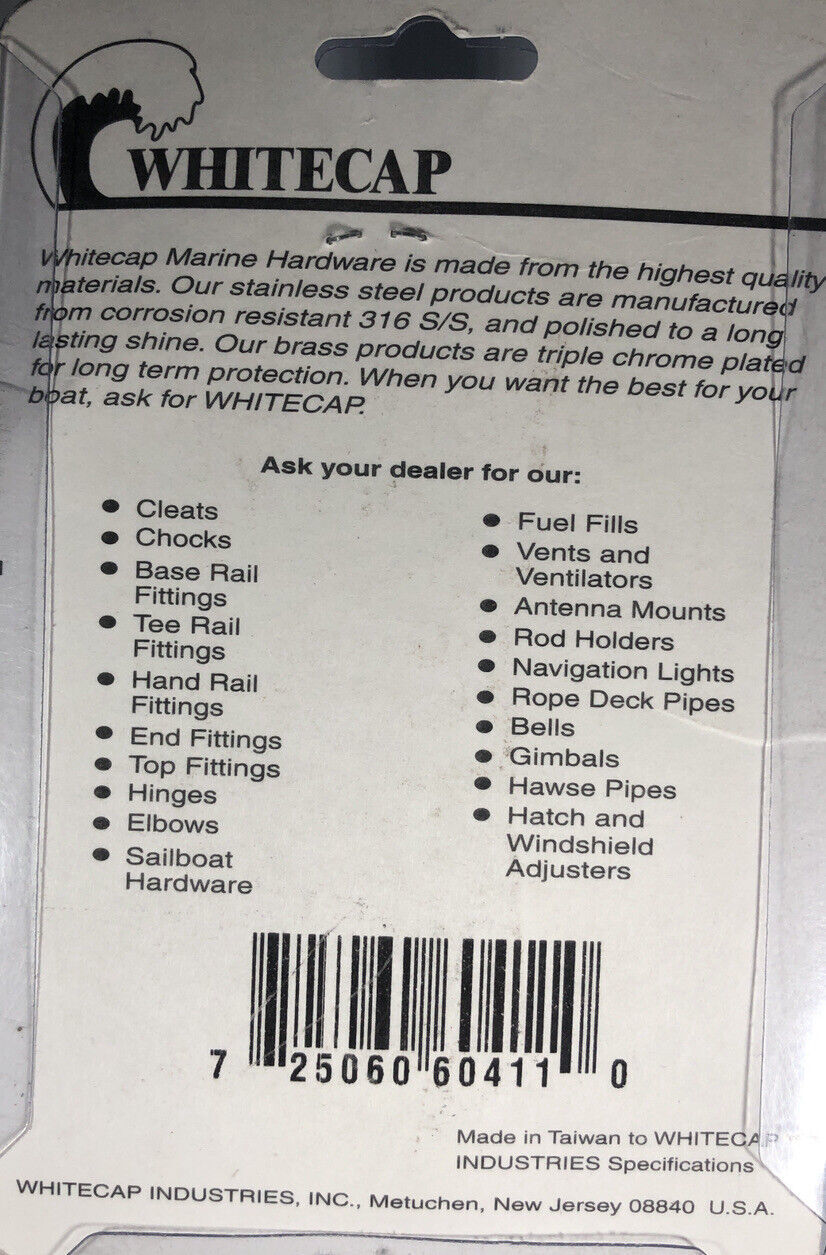 WHITECAP
Whitecap Marine Hardware is made from the highest quality
materials. Our stainless steel products are manufactured
from corrosion resistant 316 S/S, and polished to a long
lasting shine. Our brass products are triple chrome plated
for long term protection. When you want the best for your
boat, ask for WHITECAP.
Ask your dealer for our:
• Cleats
• Chocks
• Base Rail
Fittings
• Tee Rail
Fittings
• Hand Rail
Fittings
• End Fittings
• Top Fittings
• Hinges
• Elbows
• Sailboat
Hardware
• Fuel Fills
• Vents and
Ventilators
• Antenna Mounts
• Rod Holders
• Navigation Lights
• Rope Deck Pipes
• Bells
• Gimbals
• Hawse Pipes
• Hatch and
Windshield
Adjusters
7 25060 60411 0
Made in Taiwan to WHITECAP
INDUSTRIES Specifications
WHITECAP INDUSTRIES, INC., Metuchen, New Jersey 08840 U.S.A.